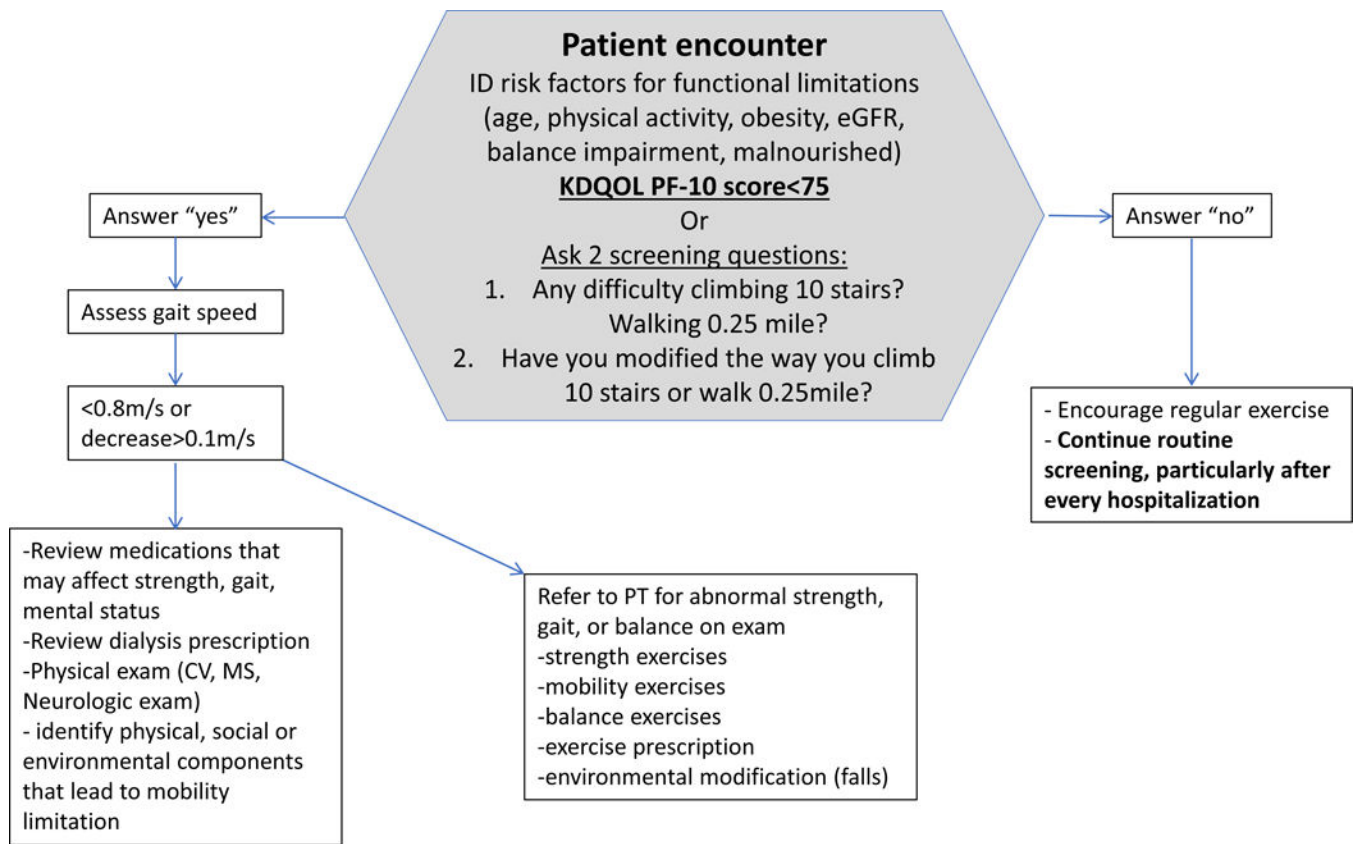 Patient encounter
ID risk factors for functional limitations
(age, physical activity, obesity, eGFR,
balance impairment, malnourished)
KDQOL PF-10 score<75
Or
Ask 2 screening questions:
1. Any difficulty climbing 10 stairs?
Walking 0.25 mile?
2. Have you modified the way you climb
10 stairs or walk 0.25mile?
Answer “yes”
Assess gait speed
<0.8m/s or
decrease>0.1m/s
-Review medications that
may affect strength, gait,
mental status
-Review dialysis prescription
-Physical exam (CV, MS,
Neurologic exam)
- identify physical, social or
environmental components
that lead to mobility
limitation
Refer to PT for abnormal strength,
gait, or balance on exam
-strength exercises
-mobility exercises
-balance exercises
-exercise prescription
-environmental modification (falls)
Answer “no”
- Encourage regular exercise
- Continue routine
screening, particularly after
every hospitalization